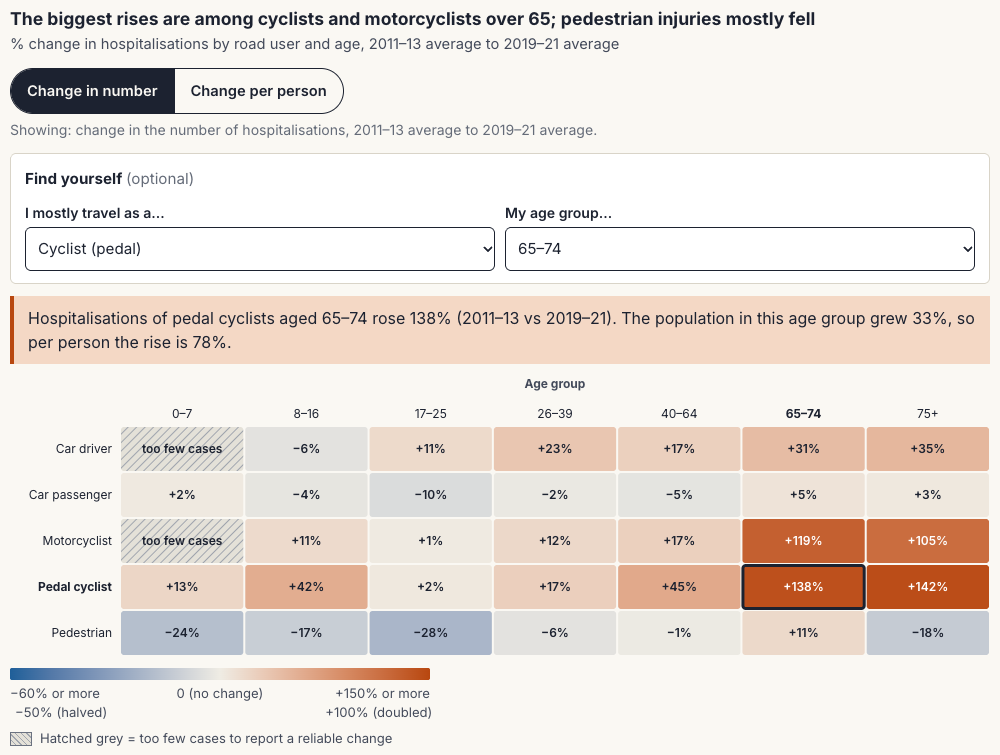 The biggest rises are among cyclists and motorcyclists over 65; pedestrian injuries mostly fell
% change in hospitalisations by road user and age, 2011–13 average to 2019–21 average
Change in number Change per person
Showing: change in the number of hospitalisations, 2011–13 average to 2019–21 average.
Find yourself (optional)
I mostly travel as a... My age group...
Cyclist (pedal) 65–74
Hospitalisations of pedal cyclists aged 65–74 rose 138% (2011–13 vs 2019–21). The population in this age group grew 33%, so
per person the rise is 78%.
Age group
0–7 8–16 17–25 26–39 40–64 65–74 75+
Car driver too few cases −6% +11% +23% +17% +31% +35%
Car passenger +2% −4% −10% −2% −5% +5% +3%
Motorcyclist too few cases +11% +1% +12% +17% +119% +105%
Pedal cyclist +13% +42% +2% +17% +45% +138% +142%
Pedestrian −24% −17% −28% −6% −1% +11% −18%
−60% or more 0 (no change) +150% or more
−50% (halved) +100% (doubled)
Hatched grey = too few cases to report a reliable change